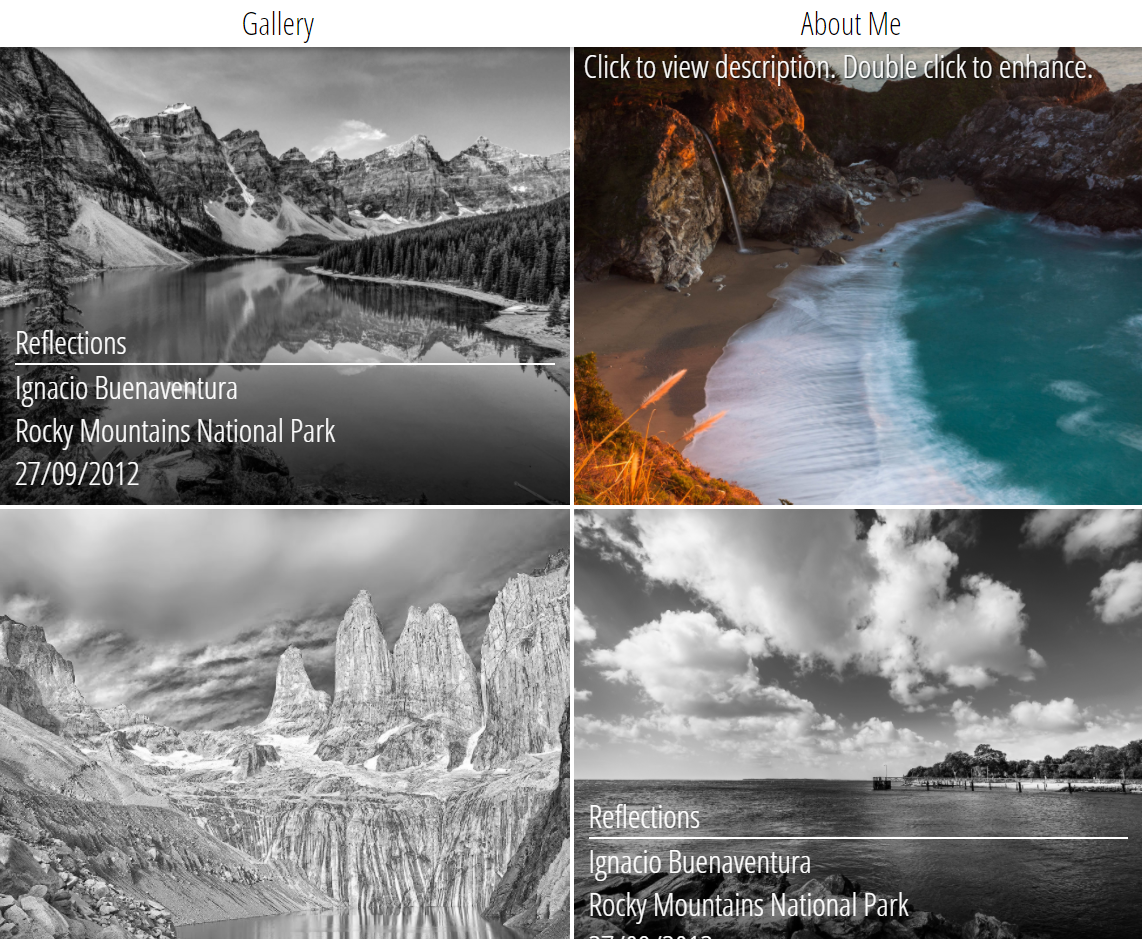 Gallery
About Me
Click to view description. Double click to enhance.
Reflections
Ignacio Buenaventura
Rocky Mountains National Park
27/09/2012
Reflections
Ignacio Buenaventura
Rocky Mountains National Park